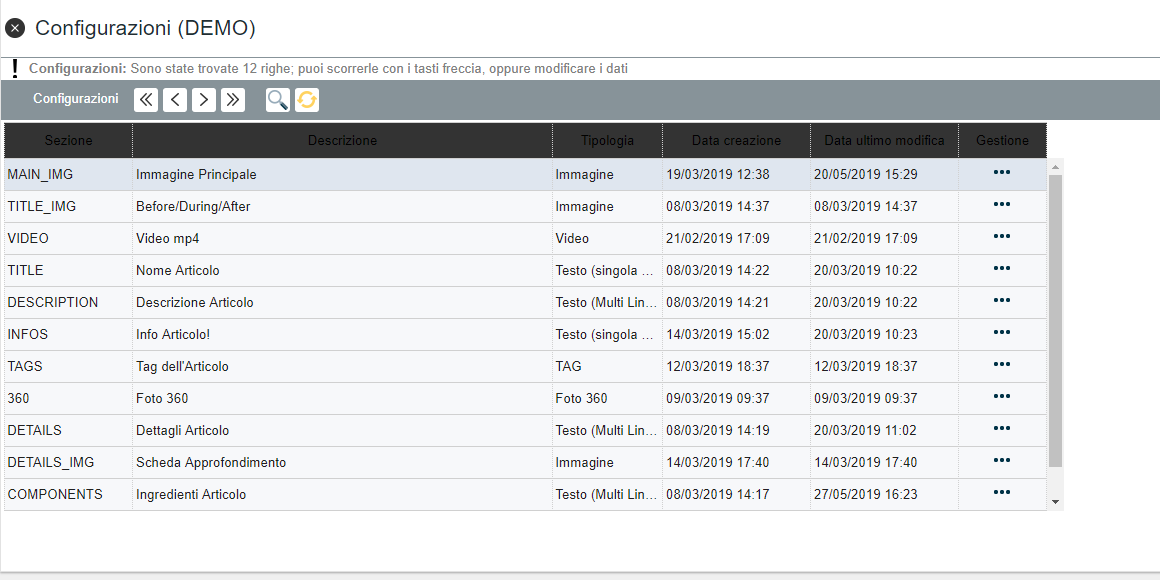 Configurazioni (DEMO)
Configurazioni: Sono state trovate 12 righe; puoi scorrerle con i tasti freccia, oppure modificare i dati
Configurazioni
Sezione Descrizione Tipologia Data creazione Data ultimo modifica Gestione
MAIN_IMG Immagine Principale Immagine 19/03/2019 12:38 20/05/2019 15:29 •••
TITLE_IMG Before/During/After Immagine 08/03/2019 14:37 08/03/2019 14:37 •••
VIDEO Video mp4 Video 21/02/2019 17:09 21/02/2019 17:09 •••
TITLE Nome Articolo Testo (singola ... 08/03/2019 14:22 20/03/2019 10:22 •••
DESCRIPTION Descrizione Articolo Testo (Multi Lin... 08/03/2019 14:21 20/03/2019 10:22 •••
INFOS Info Articolo! Testo (singola ... 14/03/2019 15:02 20/03/2019 10:23 •••
TAGS Tag dell'Articolo TAG 12/03/2019 18:37 12/03/2019 18:37 •••
360 Foto 360 Foto 360 09/03/2019 09:37 09/03/2019 09:37 •••
DETAILS Dettagli Articolo Testo (Multi Lin... 08/03/2019 14:19 20/03/2019 11:02 •••
DETAILS_IMG Scheda Approfondimento Immagine 14/03/2019 17:40 14/03/2019 17:40 •••
COMPONENTS Ingredienti Articolo Testo (Multi Lin... 08/03/2019 14:17 27/05/2019 16:23 •••